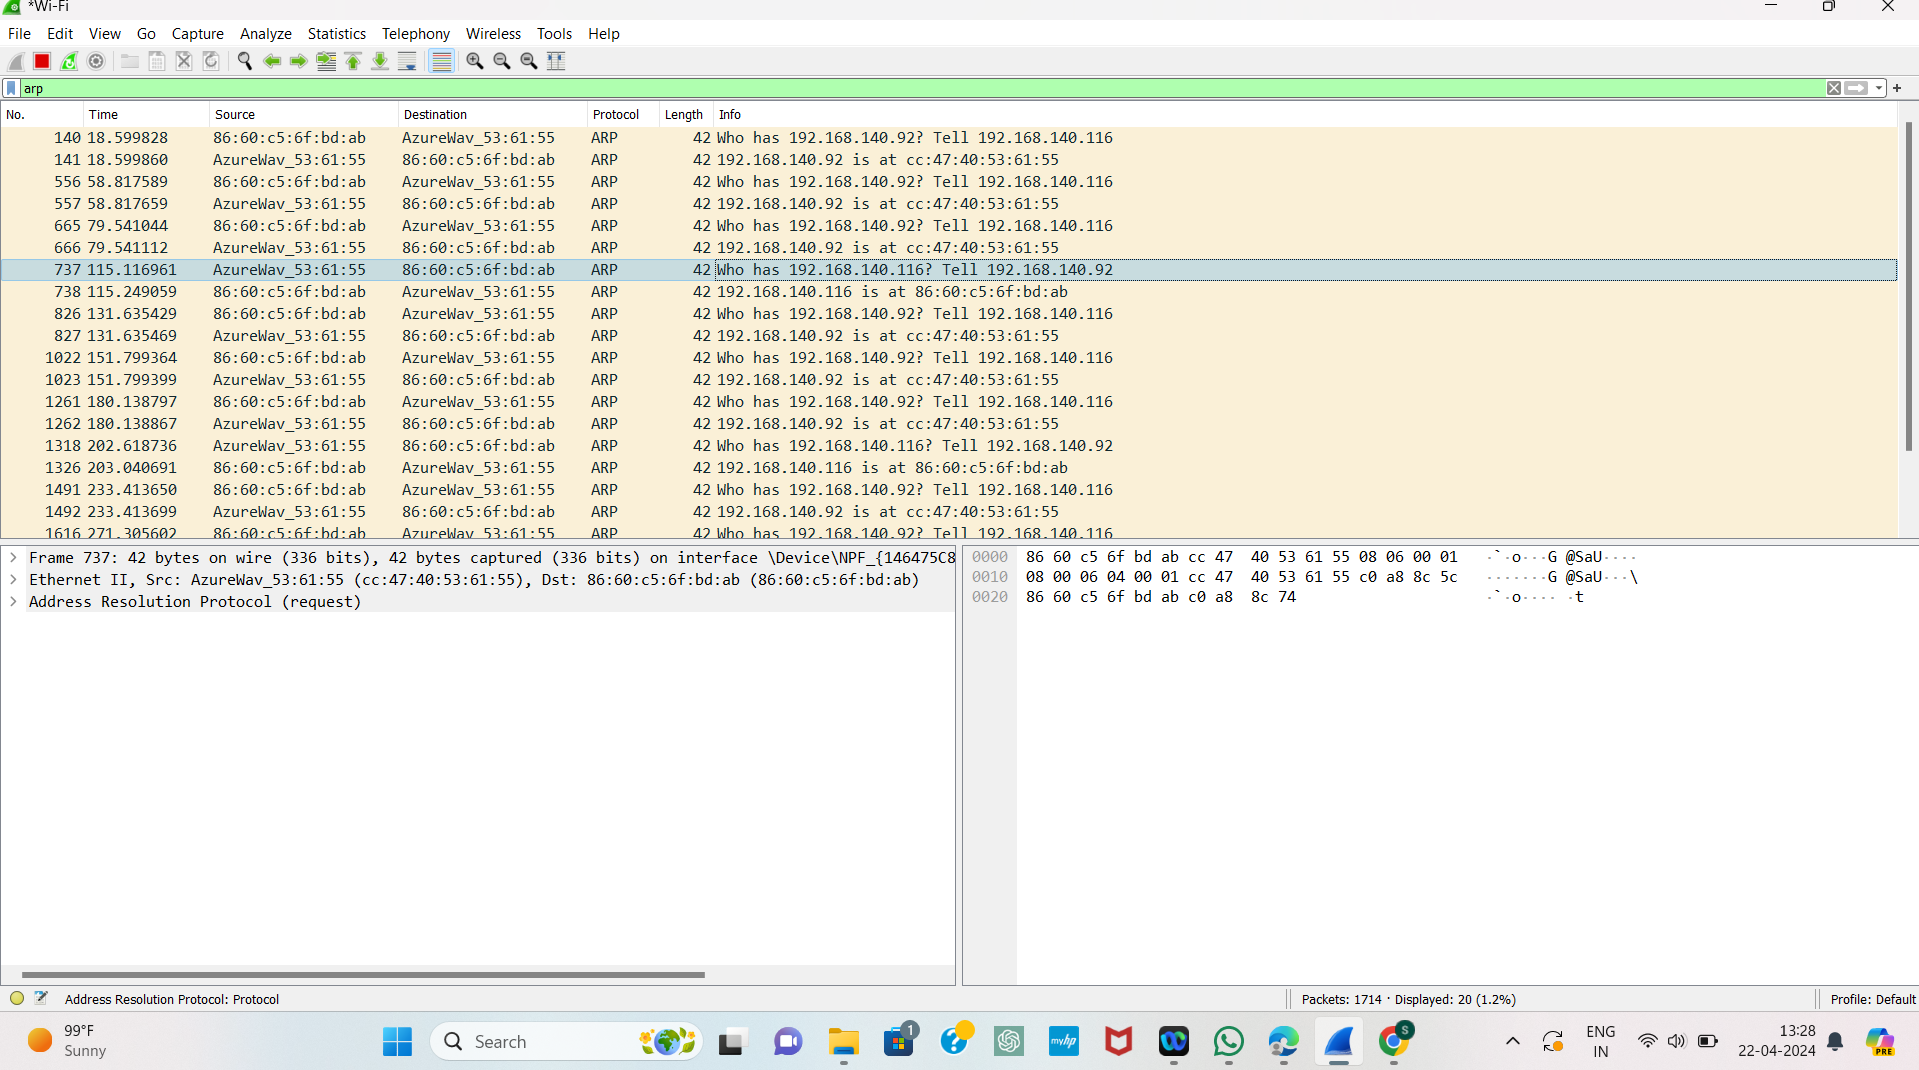 *Wi-Fi
File Edit View Go Capture Analyze Statistics Telephony Wireless Tools Help
arp
No. Time Source Destination Protocol Length Info
140 18.599828 86:60:c5:6f:bd:ab AzureWav_53:61:55 ARP 42 Who has 192.168.140.92? Tell 192.168.140.116
141 18.599860 AzureWav_53:61:55 86:60:c5:6f:bd:ab ARP 42 192.168.140.92 is at cc:47:40:53:61:55
556 58.817589 86:60:c5:6f:bd:ab AzureWav_53:61:55 ARP 42 Who has 192.168.140.92? Tell 192.168.140.116
557 58.817659 AzureWav_53:61:55 86:60:c5:6f:bd:ab ARP 42 192.168.140.92 is at cc:47:40:53:61:55
665 79.541044 86:60:c5:6f:bd:ab AzureWav_53:61:55 ARP 42 Who has 192.168.140.92? Tell 192.168.140.116
666 79.541112 AzureWav_53:61:55 86:60:c5:6f:bd:ab ARP 42 192.168.140.92 is at cc:47:40:53:61:55
737 115.116961 AzureWav_53:61:55 86:60:c5:6f:bd:ab ARP 42 Who has 192.168.140.116? Tell 192.168.140.92
738 115.249059 86:60:c5:6f:bd:ab AzureWav_53:61:55 ARP 42 192.168.140.116 is at 86:60:c5:6f:bd:ab
826 131.635429 86:60:c5:6f:bd:ab AzureWav_53:61:55 ARP 42 Who has 192.168.140.92? Tell 192.168.140.116
827 131.635469 AzureWav_53:61:55 86:60:c5:6f:bd:ab ARP 42 192.168.140.92 is at cc:47:40:53:61:55
1022 151.799364 86:60:c5:6f:bd:ab AzureWav_53:61:55 ARP 42 Who has 192.168.140.92? Tell 192.168.140.116
1023 151.799399 AzureWav_53:61:55 86:60:c5:6f:bd:ab ARP 42 192.168.140.92 is at cc:47:40:53:61:55
1261 180.138797 86:60:c5:6f:bd:ab AzureWav_53:61:55 ARP 42 Who has 192.168.140.92? Tell 192.168.140.116
1262 180.138867 AzureWav_53:61:55 86:60:c5:6f:bd:ab ARP 42 192.168.140.92 is at cc:47:40:53:61:55
1318 202.618736 AzureWav_53:61:55 86:60:c5:6f:bd:ab ARP 42 Who has 192.168.140.116? Tell 192.168.140.92
1326 203.040691 86:60:c5:6f:bd:ab AzureWav_53:61:55 ARP 42 192.168.140.116 is at 86:60:c5:6f:bd:ab
1491 233.413650 86:60:c5:6f:bd:ab AzureWav_53:61:55 ARP 42 Who has 192.168.140.92? Tell 192.168.140.116
1492 233.413699 AzureWav_53:61:55 86:60:c5:6f:bd:ab ARP 42 192.168.140.92 is at cc:47:40:53:61:55
1616 271.305602 86:60:c5:6f:bd:ab AzureWav_53:61:55 ARP 42 Who has 192.168.140.92? Tell 192.168.140.116
Frame 737: 42 bytes on wire (336 bits), 42 bytes captured (336 bits) on interface \Device\NPF_{146475C8
Ethernet II, Src: AzureWav_53:61:55 (cc:47:40:53:61:55), Dst: 86:60:c5:6f:bd:ab (86:60:c5:6f:bd:ab)
Address Resolution Protocol (request)
0000 86 60 c5 6f bd ab cc 47 40 53 61 55 08 06 00 01 ·`·o···G @SaU····
0010 08 00 06 04 00 01 cc 47 40 53 61 55 c0 a8 8c 5c ·······G @SaU···\
0020 86 60 c5 6f bd ab c0 a8 8c 74 ·`·o···· ·t
Address Resolution Protocol: Protocol
Packets: 1714 · Displayed: 20 (1.2%)
Profile: Default
99°F
Sunny
Search
1
myhp
S
ENG
IN
13:28
22-04-2024
PRE